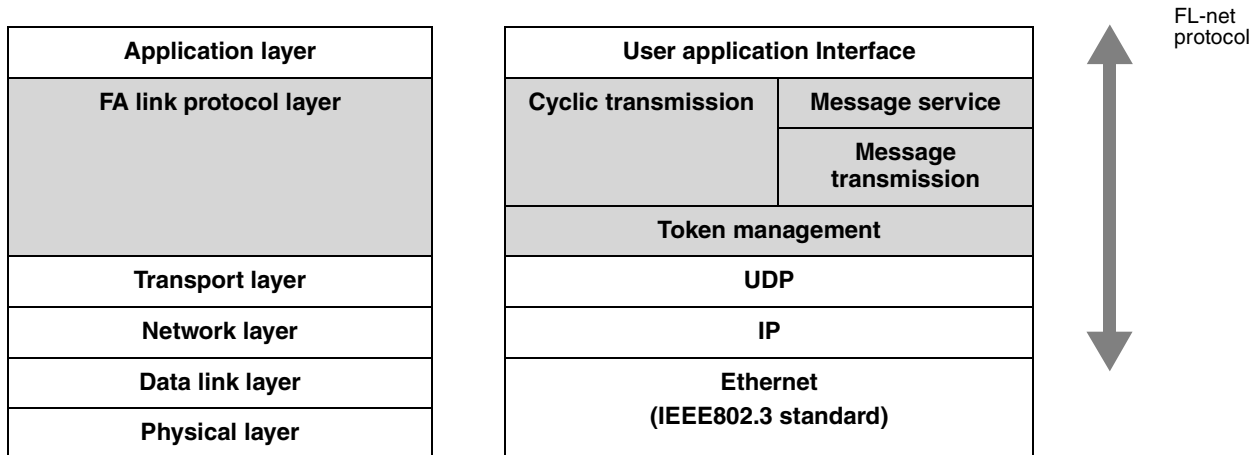 FL-net
protocol
Application layer
FA link protocol layer
Transport layer
Network layer
Data link layer
Physical layer
User application Interface
Cyclic transmission
Message service
Message
transmission
Token management
UDP
IP
Ethernet
(IEEE802.3 standard)